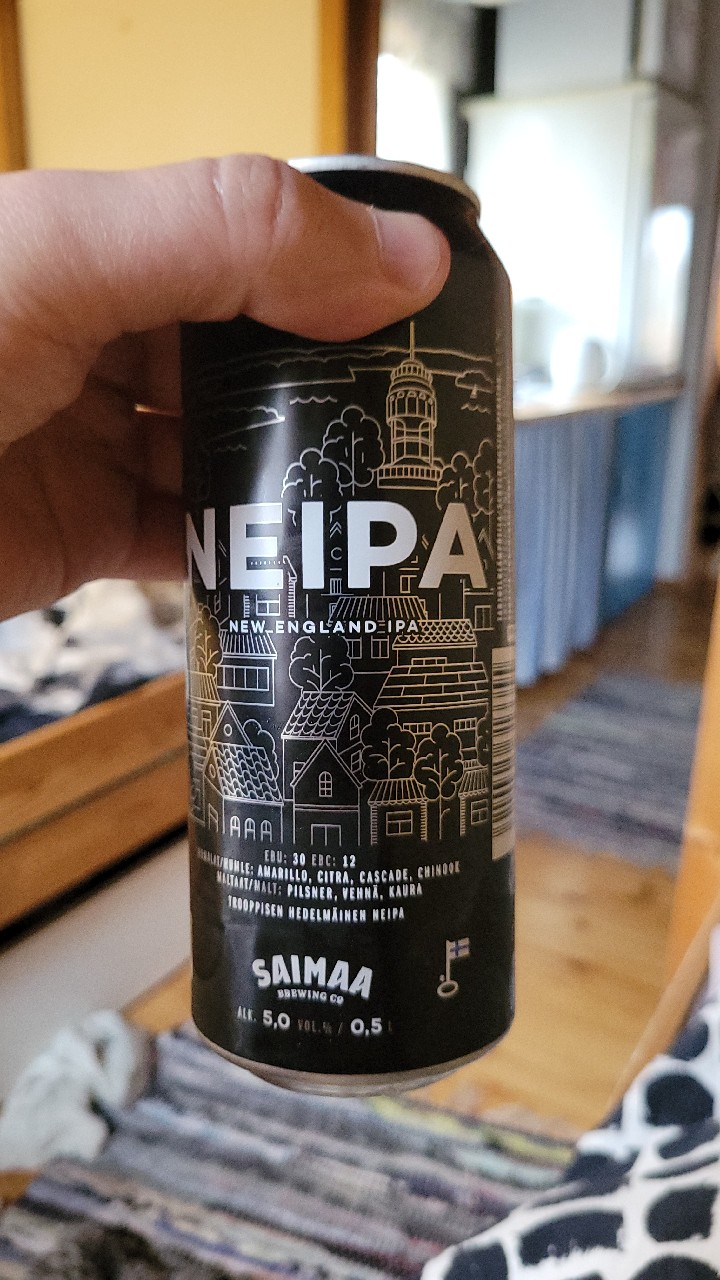 NEIPA
NEW ENGLAND IPA
EBU: 30 EBC: 12
HUMLE: AMARILLO, CITRA, CASCADE, CHINOOK
MALTAAT/MALT: PILSNER, VEHNÄ, KAURA
TROOPPISEN HEDELMÄINEN NEIPA
SAIMAA
BREWING CO
ALK. 5,0 VOL.% / 0,5 l